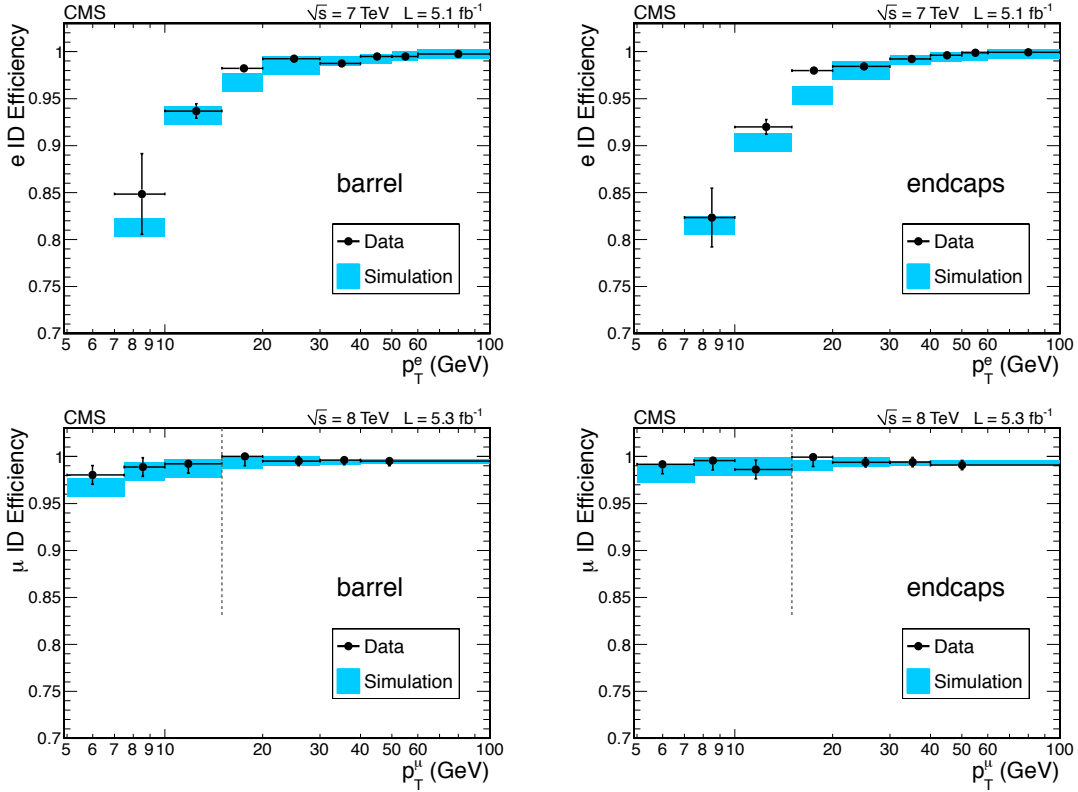 CMS √s = 7 TeV L = 5.1 fb⁻¹
e ID Efficiency
1
0.95
0.9
0.85
0.8
0.75
0.7
barrel
Data
Simulation
5 6 7 8 9 10 20 30 40 50 60 100
p_T^e (GeV)
CMS √s = 7 TeV L = 5.1 fb⁻¹
e ID Efficiency
1
0.95
0.9
0.85
0.8
0.75
0.7
endcaps
Data
Simulation
5 6 7 8 9 10 20 30 40 50 60 100
p_T^e (GeV)
CMS √s = 8 TeV L = 5.3 fb⁻¹
μ ID Efficiency
1
0.95
0.9
0.85
0.8
0.75
0.7
barrel
Data
Simulation
5 6 7 8 9 10 20 30 40 50 60 100
p_T^μ (GeV)
CMS √s = 8 TeV L = 5.3 fb⁻¹
μ ID Efficiency
1
0.95
0.9
0.85
0.8
0.75
0.7
endcaps
Data
Simulation
5 6 7 8 9 10 20 30 40 50 60 100
p_T^μ (GeV)